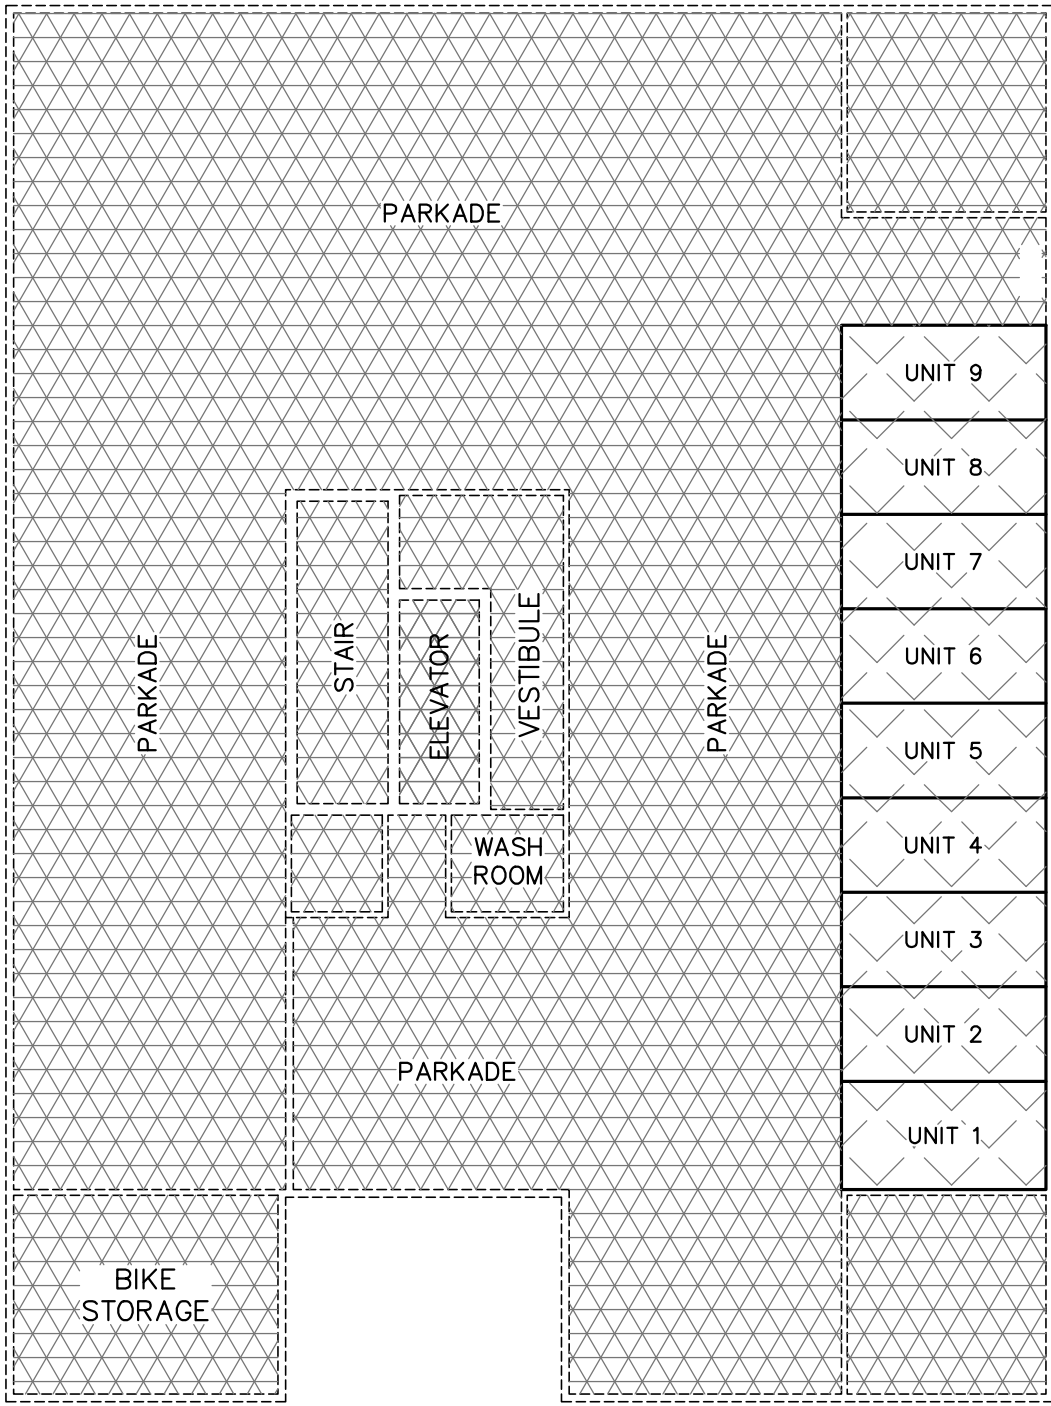 PARKADE
UNIT 9
UNIT 8
UNIT 7
UNIT 6
UNIT 5
UNIT 4
UNIT 3
UNIT 2
UNIT 1
PARKADE
STAIR
ELEVATOR
VESTIBULE
PARKADE
WASH
ROOM
PARKADE
BIKE
STORAGE